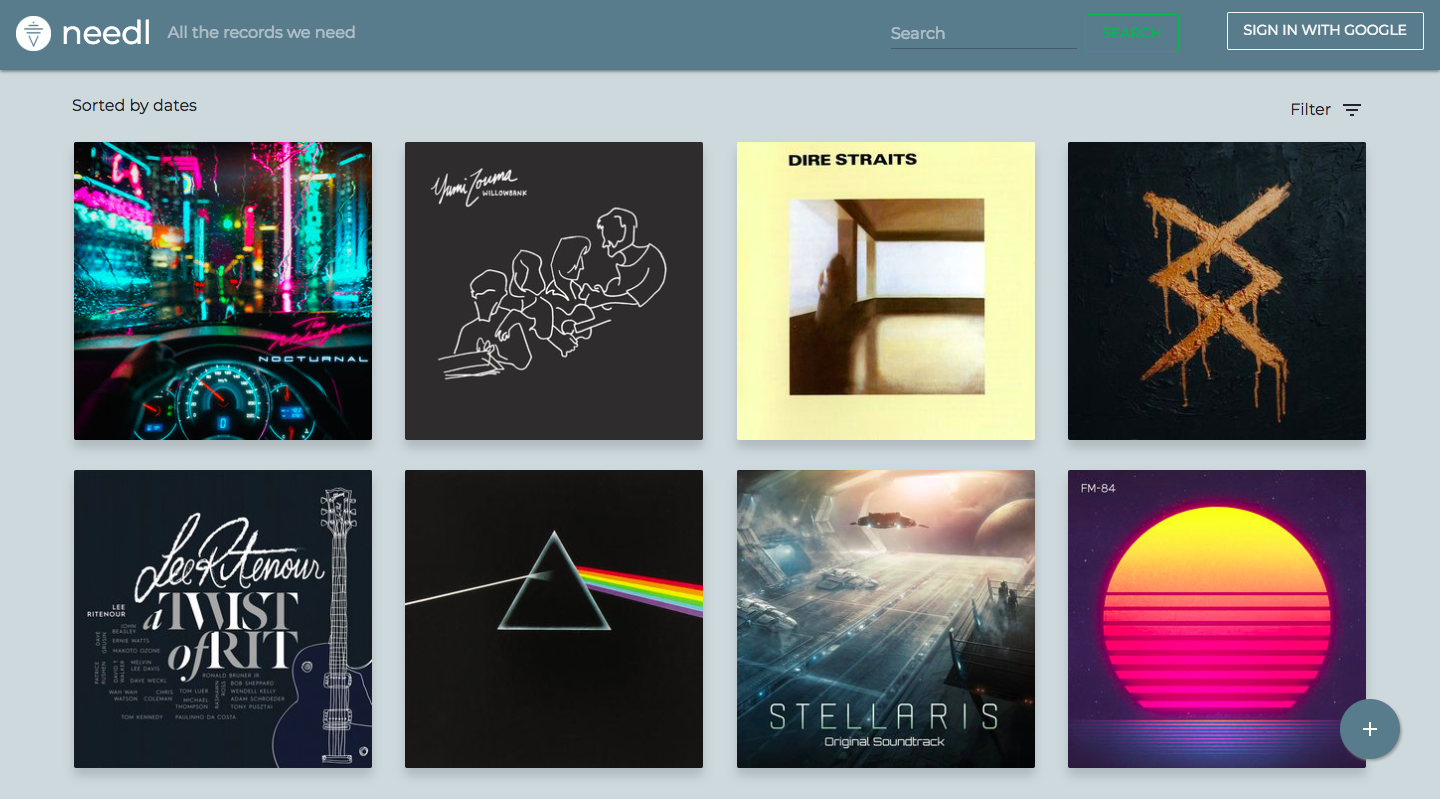 needl
All the records we need
Search
SEARCH
SIGN IN WITH GOOGLE
Sorted by dates
Filter
The Midnight
NOCTURNAL
Yumi Zouma
WILLOWBANK
DIRE STRAITS
Lee Ritenour
LEE
RITENOUR
a TWIST
of RIT
JOHN
BEASLEY
ERNIE WATTS
MAKOTO OZONE
DAVE
GRUSIN
PATRICE
RUSHEN
DAVID T.
WALKER
MELVIN
LEE DAVIS
DAVE WECKL
WAH WAH
WATSON
CHRIS
COLEMAN
TOM LUER
MICHAEL
THOMPSON
RASHAWN
ROSS
RONALD BRUNER JR
BOB SHEPPARD
WENDELL KELLY
ADAM SCHROEDER
TONY PUSZTAI
TOM KENNEDY
PAULINHO DA COSTA
STELLARIS
Original Soundtrack
FM-84